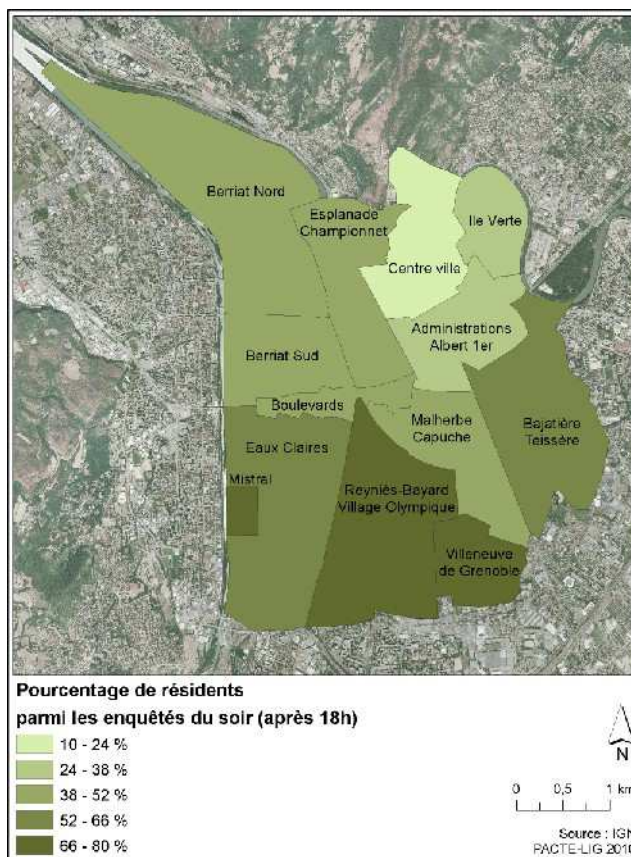 Berriat Nord
Esplanade
Championnet
Ile Verte
Centre ville
Administrations
Albert 1er
Berriat Sud
Boulevards
Malherbe
Capuche
Bajatière
Teissère
Eaux Claires
Mistral
Reyniès-Bayard
Village Olympique
Villeneuve
de Grenoble
Pourcentage de résidents
parmi les enquêtés du soir (après 18h)
10 - 24 %
24 - 38 %
38 - 52 %
52 - 66 %
66 - 80 %
N
0 0,5 1 km
Source : IGN
PACTE-LIG 2010